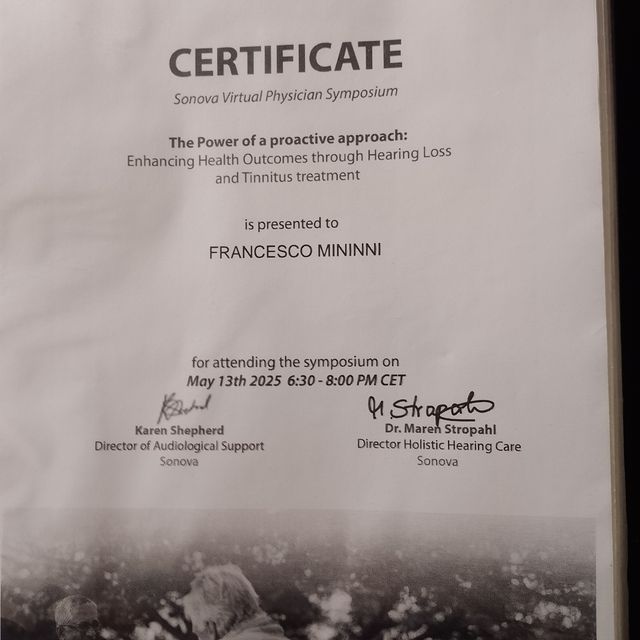 CERTIFICATE
Sonova Virtual Physician Symposium
The Power of a proactive approach:
Enhancing Health Outcomes through Hearing Loss
and Tinnitus treatment
is presented to
FRANCESCO MININNI
for attending the symposium on
May 13th 2025 6:30 - 8:00 PM CET
M. Stropahl
Karen Shepherd
Director of Audiological Support
Sonova
Dr. Maren Stropahl
Director Holistic Hearing Care
Sonova